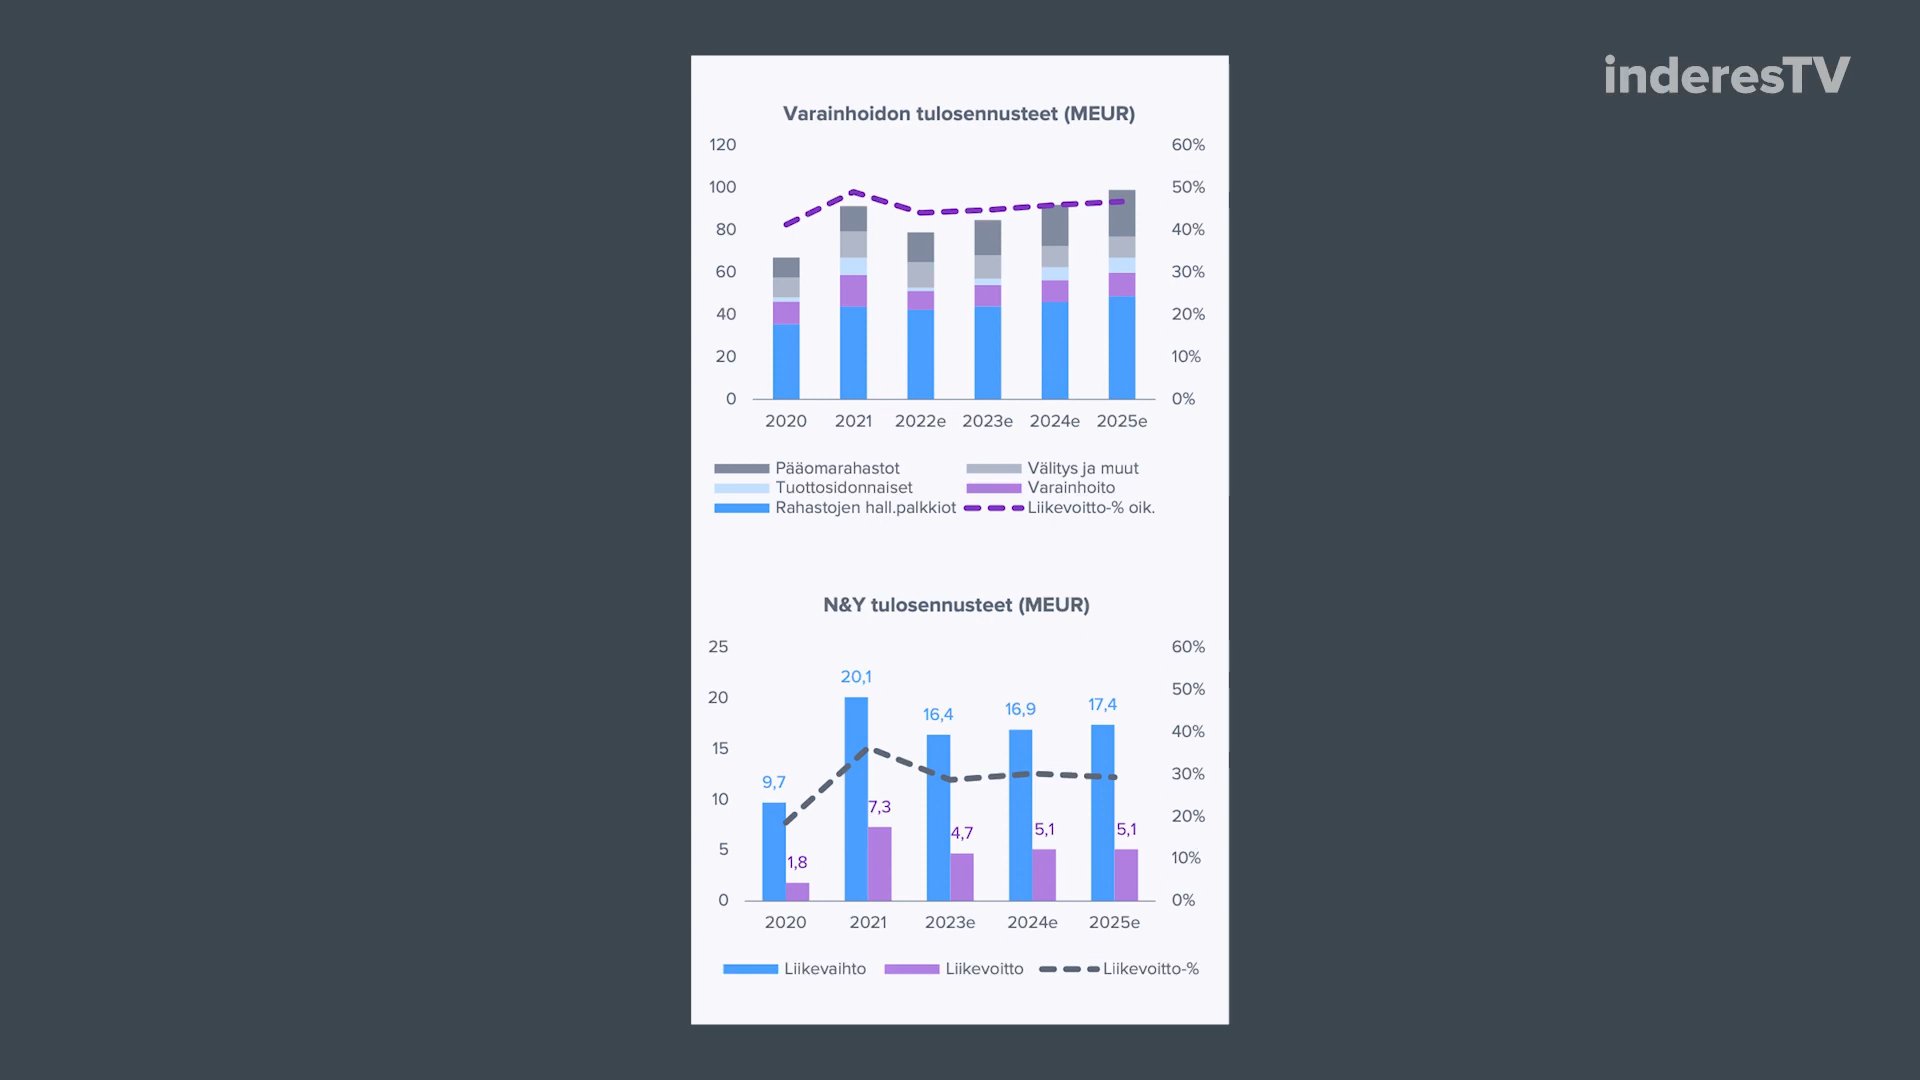 inderesTV
Varainhoidon tulosennusteet (MEUR)
120 60%
100 50%
80 40%
60 30%
40 20%
20 10%
0 0%
2020 2021 2022e 2023e 2024e 2025e
Pääomarahastot Välitys ja muut
Tuottosidonnaiset Varainhoito
Rahastojen hall.palkkiot Liikevoitto-% oik.
N&Y tulosennusteet (MEUR)
25 60%
20,1
50%
20 17,4
16,4 16,9
40%
15
30%
9,7
10 7,3
20%
4,7 5,1 5,1
5 1,8
10%
0 0%
2020 2021 2023e 2024e 2025e
Liikevaihto Liikevoitto Liikevoitto-%